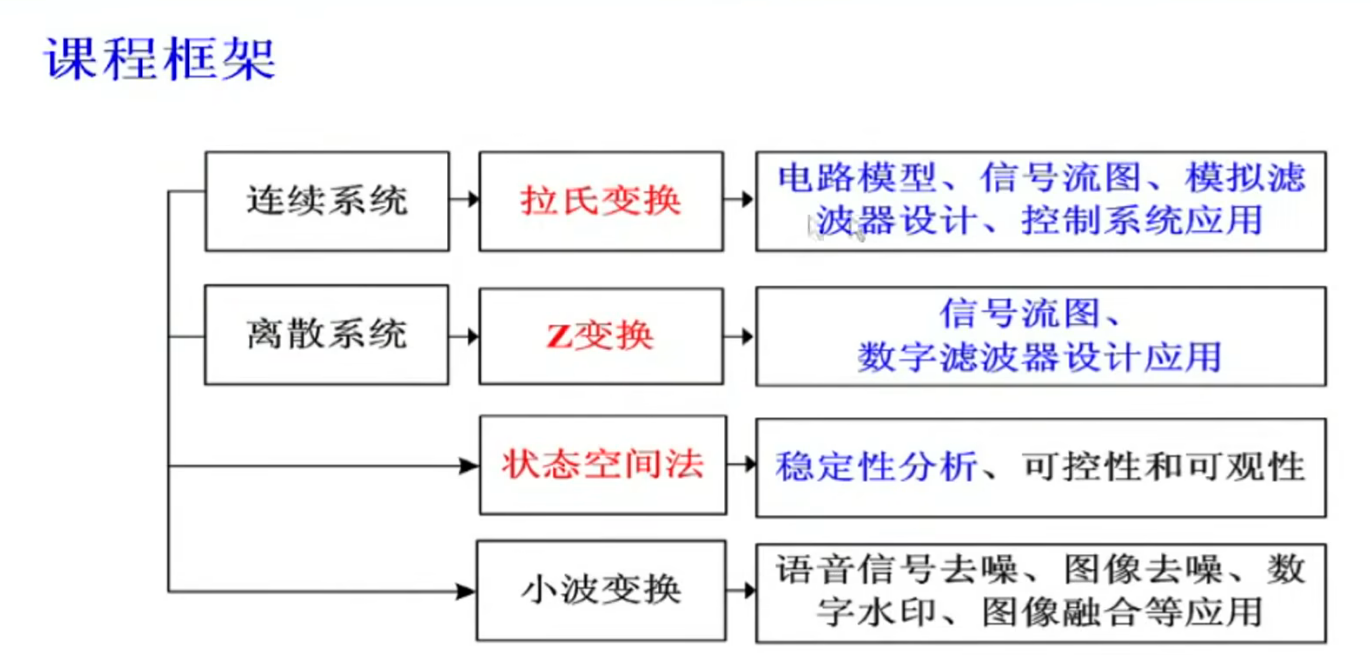 课程框架
连续系统
拉氏变换
电路模型、信号流图、模拟滤
波器设计、控制系统应用
离散系统
Z变换
信号流图、
数字滤波器设计应用
状态空间法
稳定性分析、可控性和可观性
小波变换
语音信号去噪、图像去噪、数
字水印、图像融合等应用